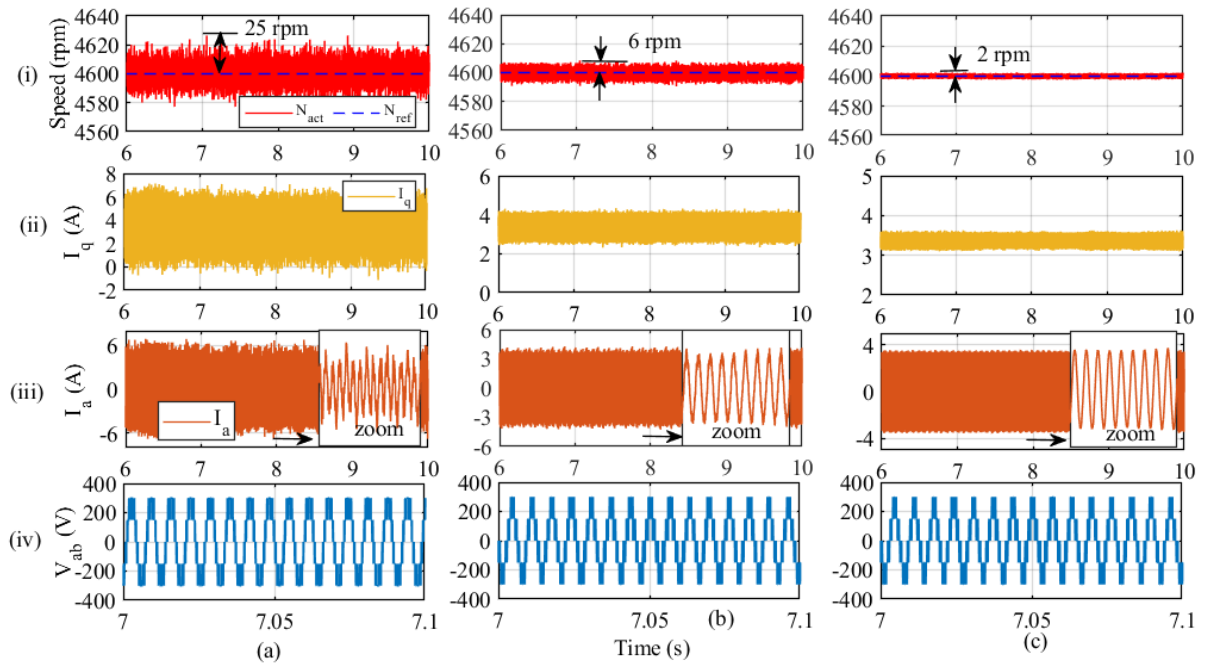 4640 4620 4600 4580 4560
(i)
Speed (rpm)
25 rpm
N_act N_ref
6 7 8 9 10
4640 4620 4600 4580 4560
6 rpm
6 7 8 9 10
4640 4620 4600 4580 4560
2 rpm
6 7 8 9 10
(ii)
I_q (A)
8 6 4 2 0 -2
I_q
6 7 8 9 10
6 4 2 0
6 7 8 9 10
5 4 3 2
6 7 8 9 10
(iii)
I_a (A)
6 0 -6
I_a
zoom
6 7 8 9 10
6 3 0 -3 -6
zoom
6 7 8 9 10
4 2 0 -2 -4
zoom
6 7 8 9 10
(iv)
V_ab (V)
400 200 0 -200 -400
7 7.05 7.1
400 200 0 -200 -400
7 7.05 7.1
400 200 0 -200 -400
7 7.05 7.1
(a)
Time (s)
(b)
(c)